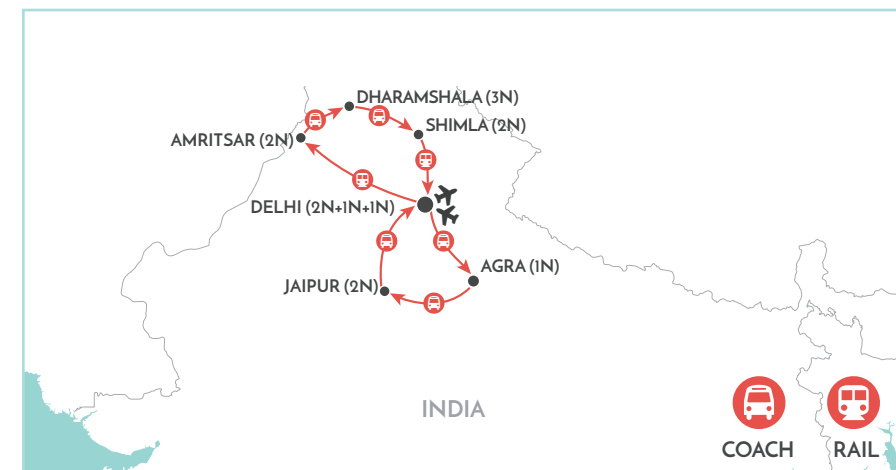 DHARAMSHALA (3N)
SHIMLA (2N)
AMRITSAR (2N)
DELHI (2N+1N+1N)
AGRA (1N)
JAIPUR (2N)
INDIA
COACH
RAIL